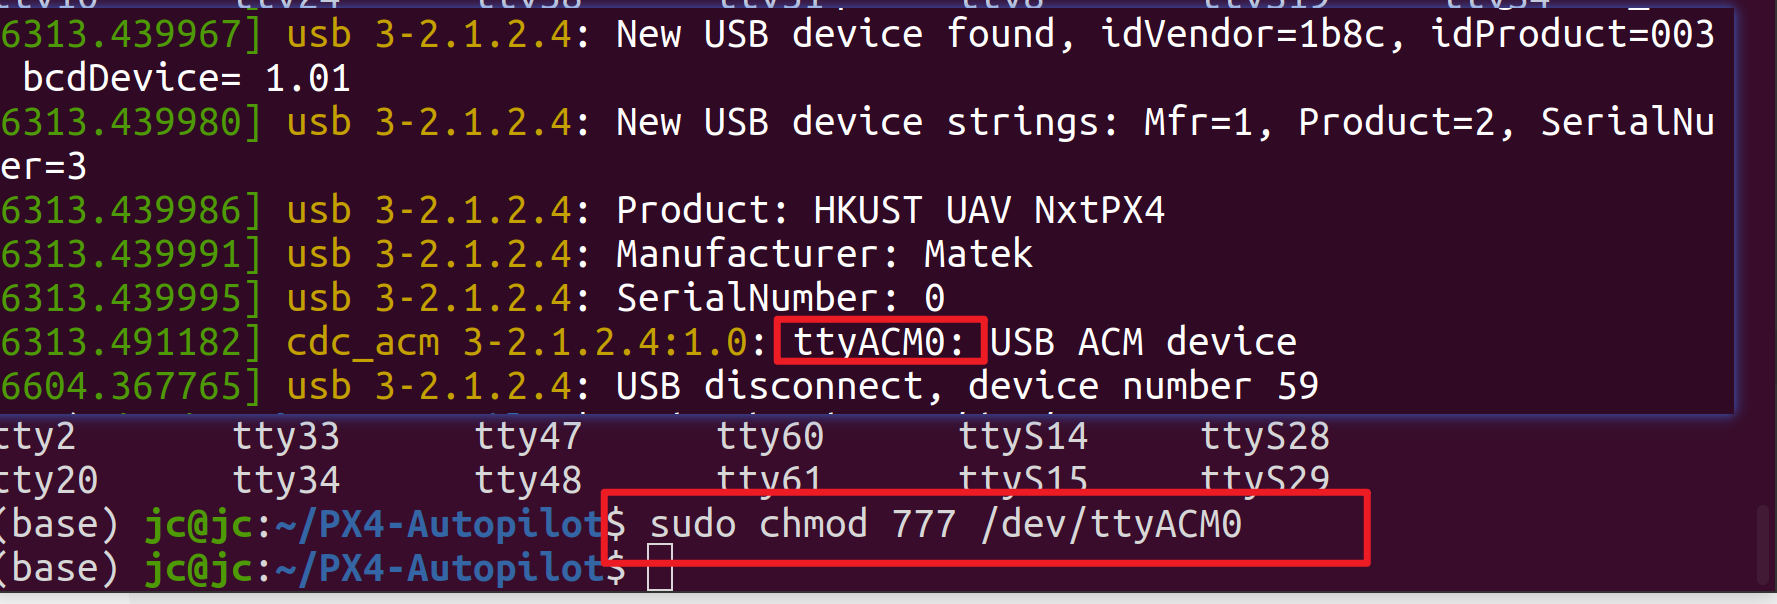 6313.439967] usb 3-2.1.2.4: New USB device found, idVendor=1b8c, idProduct=003
bcdDevice= 1.01
6313.439980] usb 3-2.1.2.4: New USB device strings: Mfr=1, Product=2, SerialNu
er=3
6313.439986] usb 3-2.1.2.4: Product: HKUST UAV NxtPX4
6313.439991] usb 3-2.1.2.4: Manufacturer: Matek
6313.439995] usb 3-2.1.2.4: SerialNumber: 0
6313.491182] cdc_acm 3-2.1.2.4:1.0: ttyACM0: USB ACM device
6604.367765] usb 3-2.1.2.4: USB disconnect, device number 59
tty2 tty33 tty47 tty60 ttyS14 ttyS28
tty20 tty34 tty48 tty61 ttyS15 ttyS29
(base) jc@jc:~/PX4-Autopilot$ sudo chmod 777 /dev/ttyACM0
(base) jc@jc:~/PX4-Autopilot$